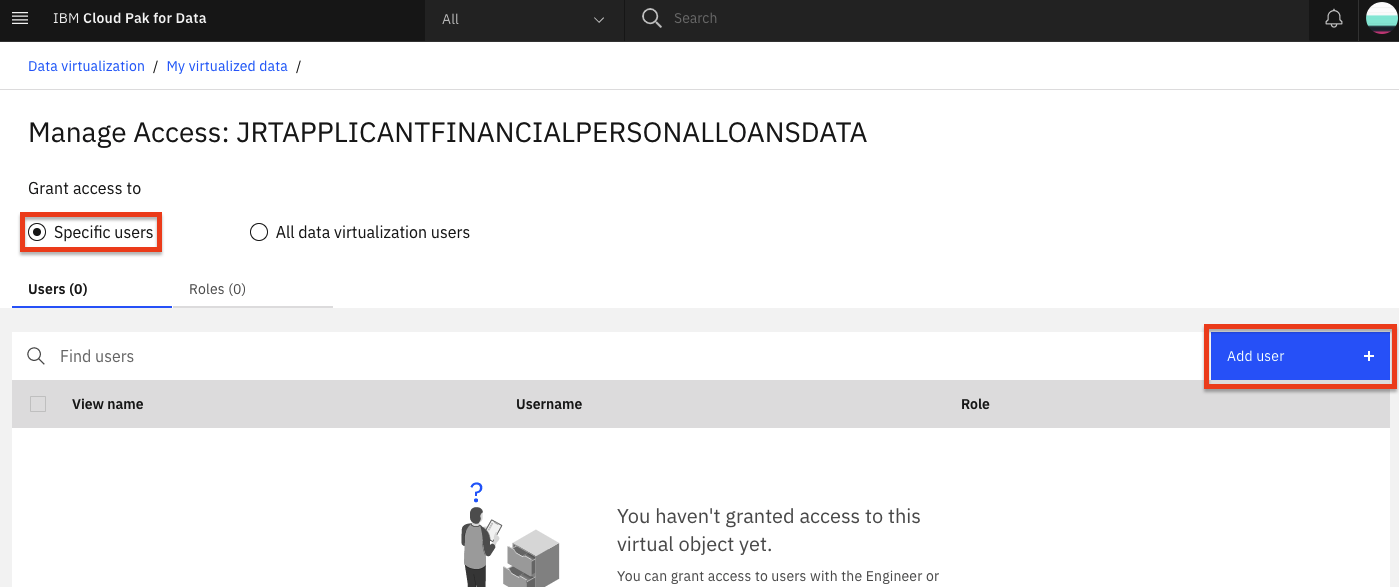 IBM Cloud Pak for Data All Search
Data virtualization / My virtualized data /
Manage Access: JRTAPPLICANTFINANCIALPERSONALLOANSDATA
Grant access to
Specific users All data virtualization users
Users (0) Roles (0)
Find users Add user +
View name Username Role
?
You haven't granted access to this
virtual object yet.
You can grant access to users with the Engineer or